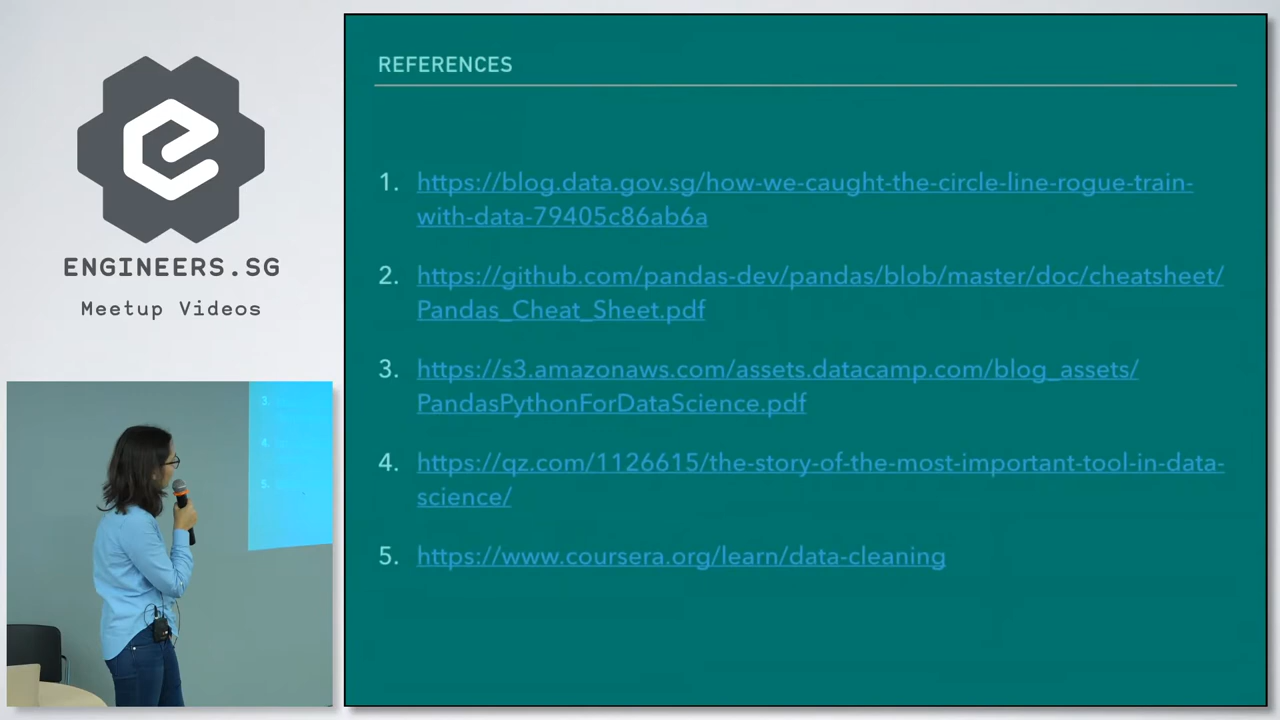 ENGINEERS.SG
Meetup Videos
REFERENCES
1. https://blog.data.gov.sg/how-we-caught-the-circle-line-rogue-train-
with-data-79405c86ab6a
2. https://github.com/pandas-dev/pandas/blob/master/doc/cheatsheet/
Pandas_Cheat_Sheet.pdf
3. https://s3.amazonaws.com/assets.datacamp.com/blog_assets/
PandasPythonForDataScience.pdf
4. https://qz.com/1126615/the-story-of-the-most-important-tool-in-data-
science/
5. https://www.coursera.org/learn/data-cleaning
3.
4.
5.